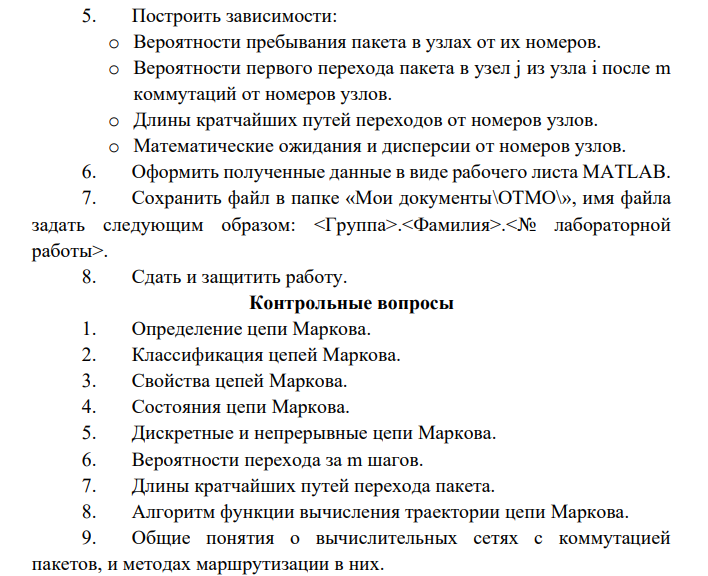 5. Построить зависимости:
o Вероятности пребывания пакета в узлах от их номеров.
o Вероятности первого перехода пакета в узел j из узла i после m
коммутаций от номеров узлов.
o Длины кратчайших путей переходов от номеров узлов.
o Математические ожидания и дисперсии от номеров узлов.
6. Оформить полученные данные в виде рабочего листа MATLAB.
7. Сохранить файл в папке «Мои документы\ОТМО\», имя файла
задать следующим образом: <Группа>.<Фамилия>.<№ лабораторной
работы>.
8. Сдать и защитить работу.
Контрольные вопросы
1. Определение цепи Маркова.
2. Классификация цепей Маркова.
3. Свойства цепей Маркова.
4. Состояния цепи Маркова.
5. Дискретные и непрерывные цепи Маркова.
6. Вероятности перехода за m шагов.
7. Длины кратчайших путей перехода пакета.
8. Алгоритм функции вычисления траектории цепи Маркова.
9. Общие понятия о вычислительных сетях с коммутацией
пакетов, и методах маршрутизации в них.